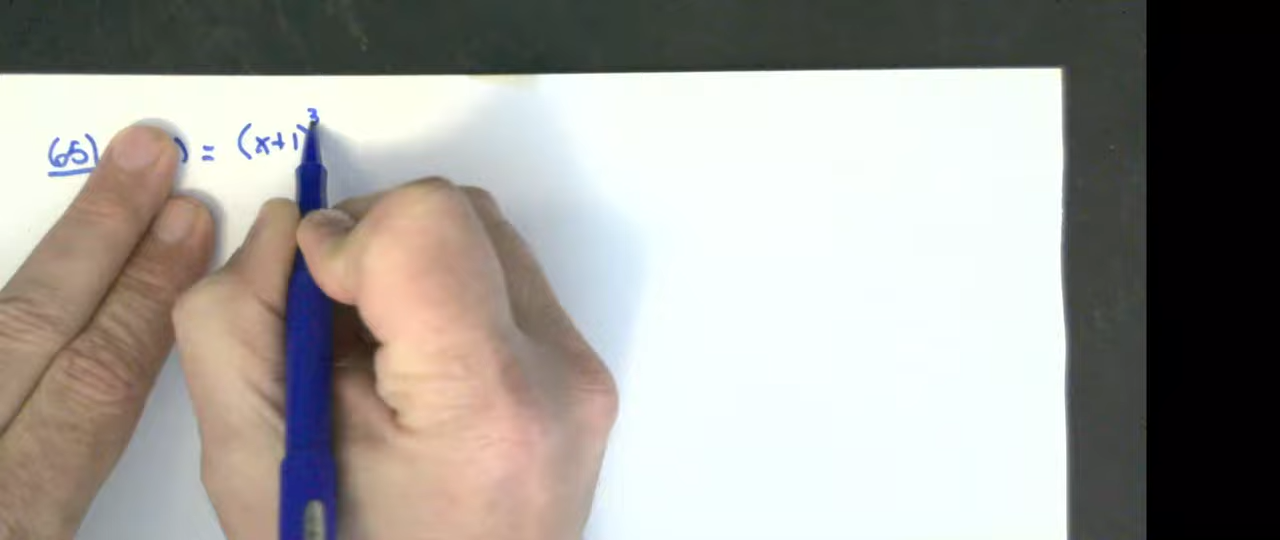 65) ) = (x+1)³